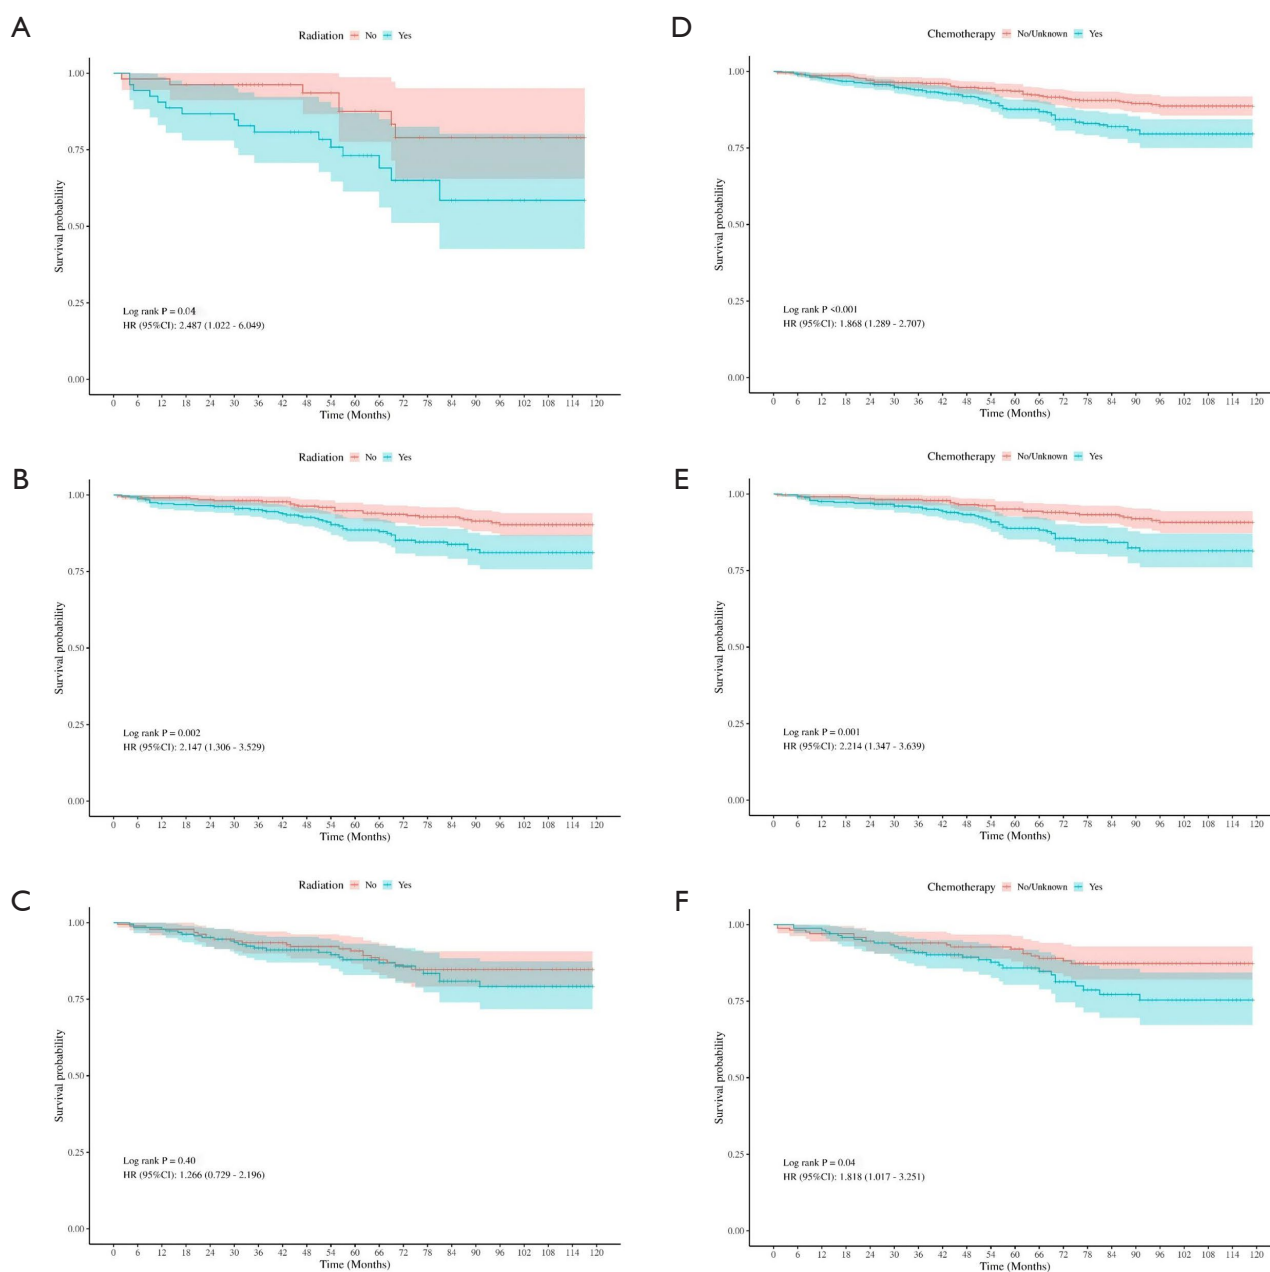 A
Radiation No Yes
1.00
0.75
0.50
0.25
0.00
Survival probability
Log rank P = 0.04
HR (95%CI): 2.487 (1.022 - 6.049)
0 6 12 18 24 30 36 42 48 54 60 66 72 78 84 90 96 102 108 114 120
Time (Months)
D
Chemotherapy No/Unknown Yes
1.00
0.75
0.50
0.25
0.00
Survival probability
Log rank P <0.001
HR (95%CI): 1.868 (1.289 - 2.707)
0 6 12 18 24 30 36 42 48 54 60 66 72 78 84 90 96 102 108 114 120
Time (Months)
B
Radiation No Yes
1.00
0.75
0.50
0.25
0.00
Survival probability
Log rank P = 0.002
HR (95%CI): 2.147 (1.306 - 3.529)
0 6 12 18 24 30 36 42 48 54 60 66 72 78 84 90 96 102 108 114 120
Time (Months)
E
Chemotherapy No/Unknown Yes
1.00
0.75
0.50
0.25
0.00
Survival probability
Log rank P = 0.001
HR (95%CI): 2.214 (1.347 - 3.639)
0 6 12 18 24 30 36 42 48 54 60 66 72 78 84 90 96 102 108 114 120
Time (Months)
C
Radiation No Yes
1.00
0.75
0.50
0.25
0.00
Survival probability
Log rank P = 0.40
HR (95%CI): 1.266 (0.729 - 2.196)
0 6 12 18 24 30 36 42 48 54 60 66 72 78 84 90 96 102 108 114 120
Time (Months)
F
Chemotherapy No/Unknown Yes
1.00
0.75
0.50
0.25
0.00
Survival probability
Log rank P = 0.04
HR (95%CI): 1.818 (1.017 - 3.251)
0 6 12 18 24 30 36 42 48 54 60 66 72 78 84 90 96 102 108 114 120
Time (Months)